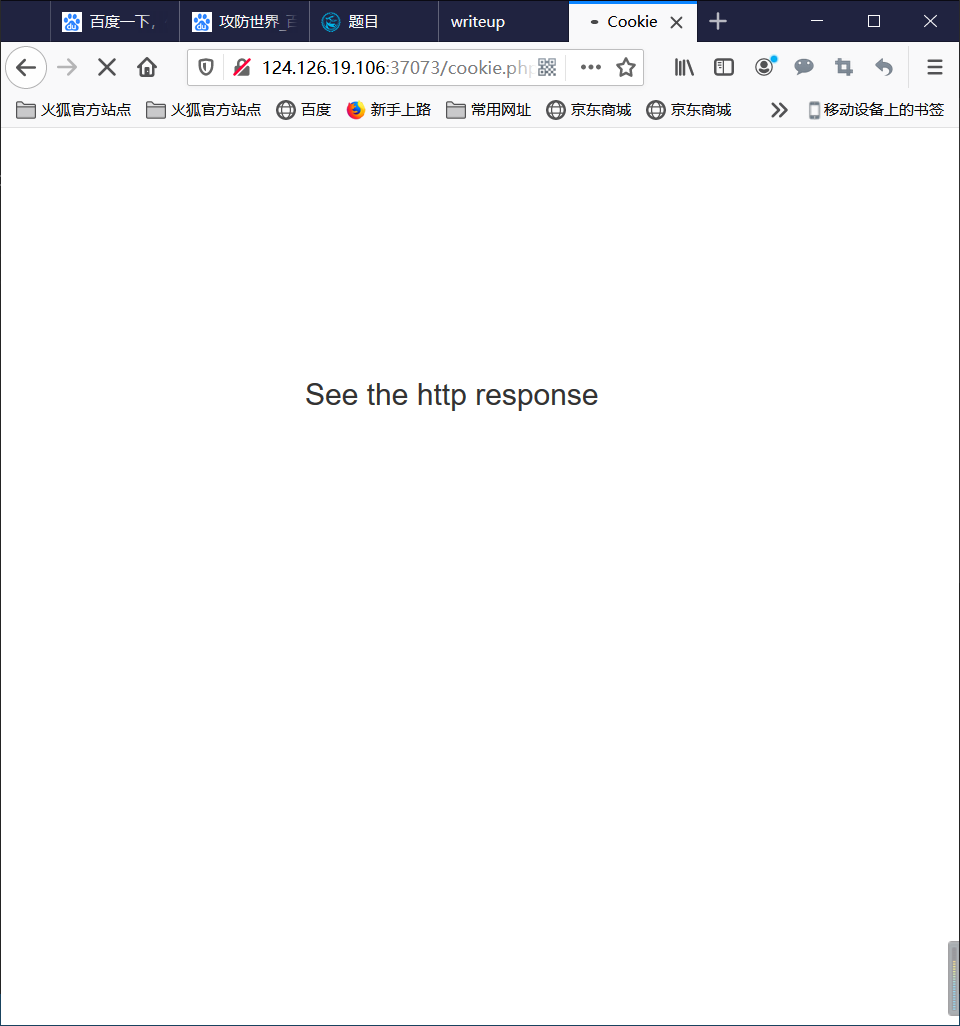 百度一下，
攻防世界_百
题目
writeup
Cookie
124.126.19.106:37073/cookie.php
火狐官方站点
火狐官方站点
百度
新手上路
常用网址
京东商城
京东商城
移动设备上的书签
See the http response